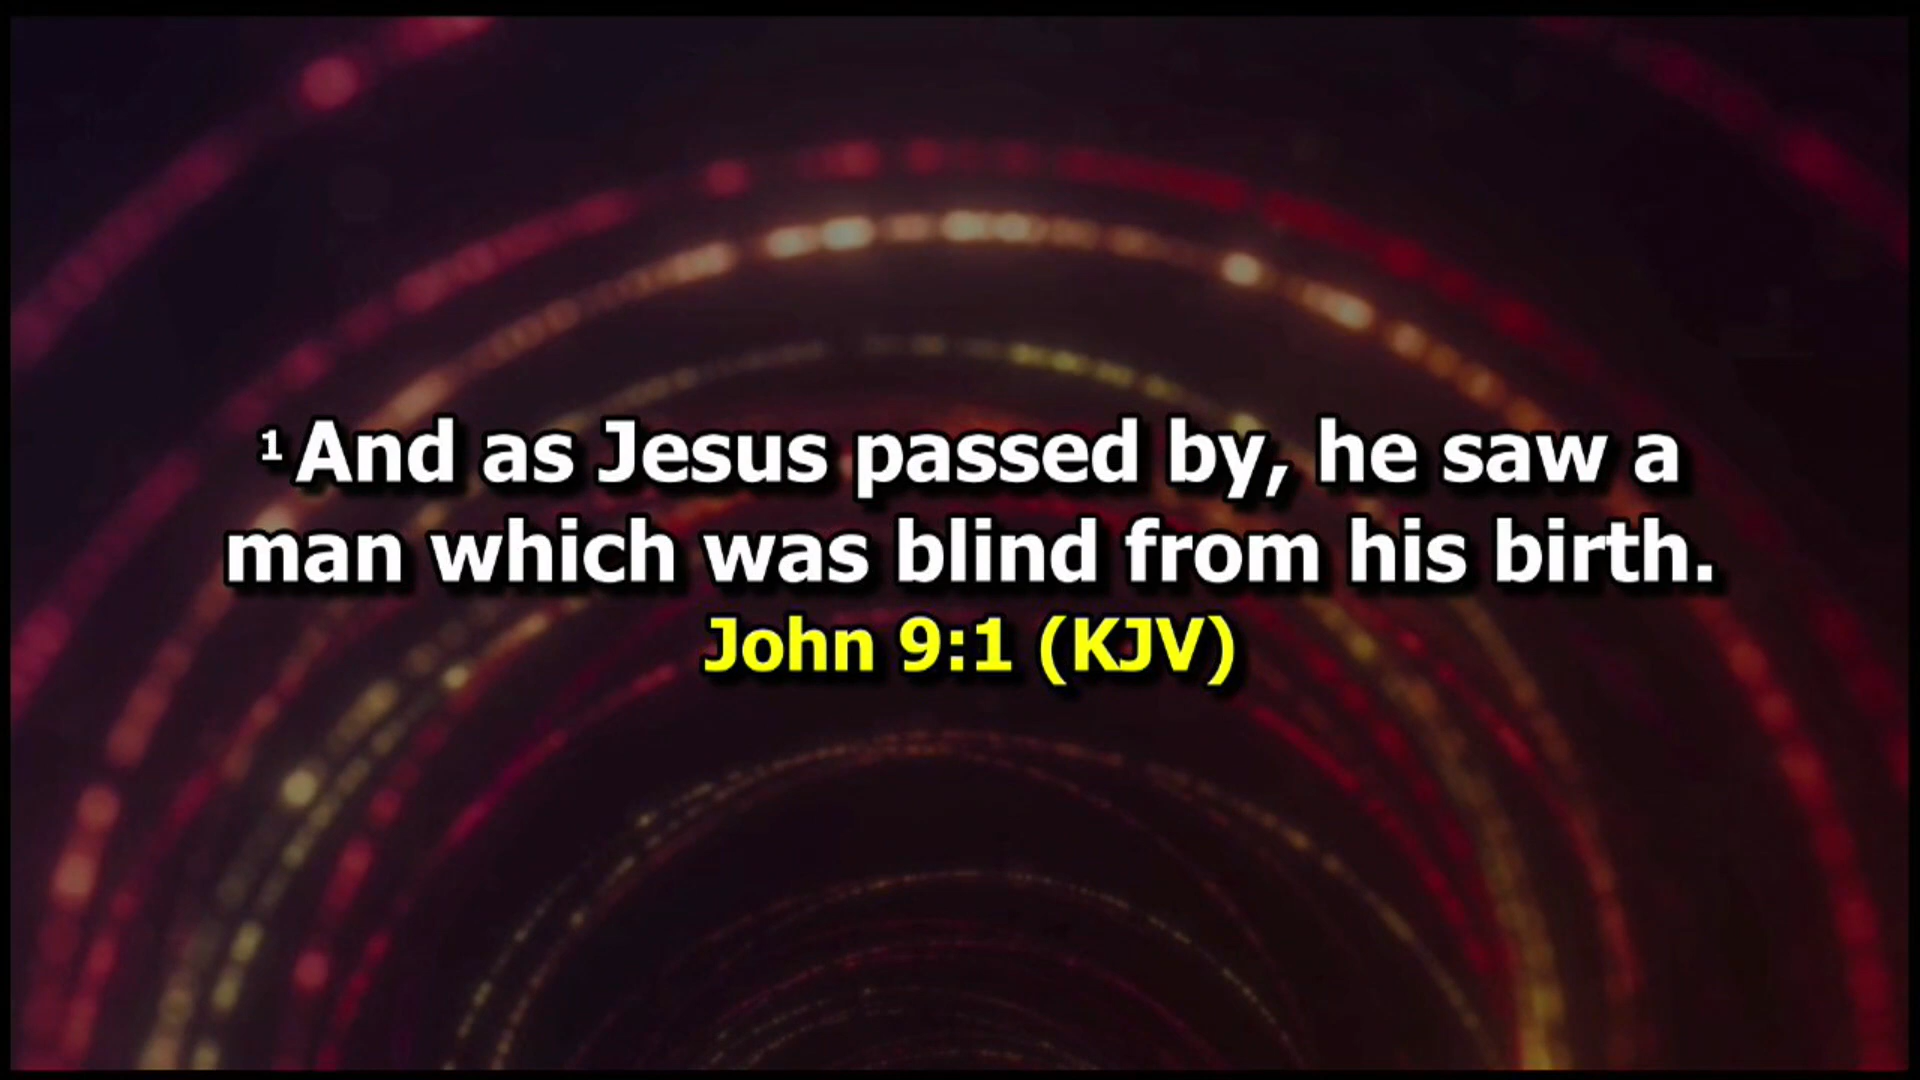 1 And as Jesus passed by, he saw a
man which was blind from his birth.
John 9:1 (KJV)